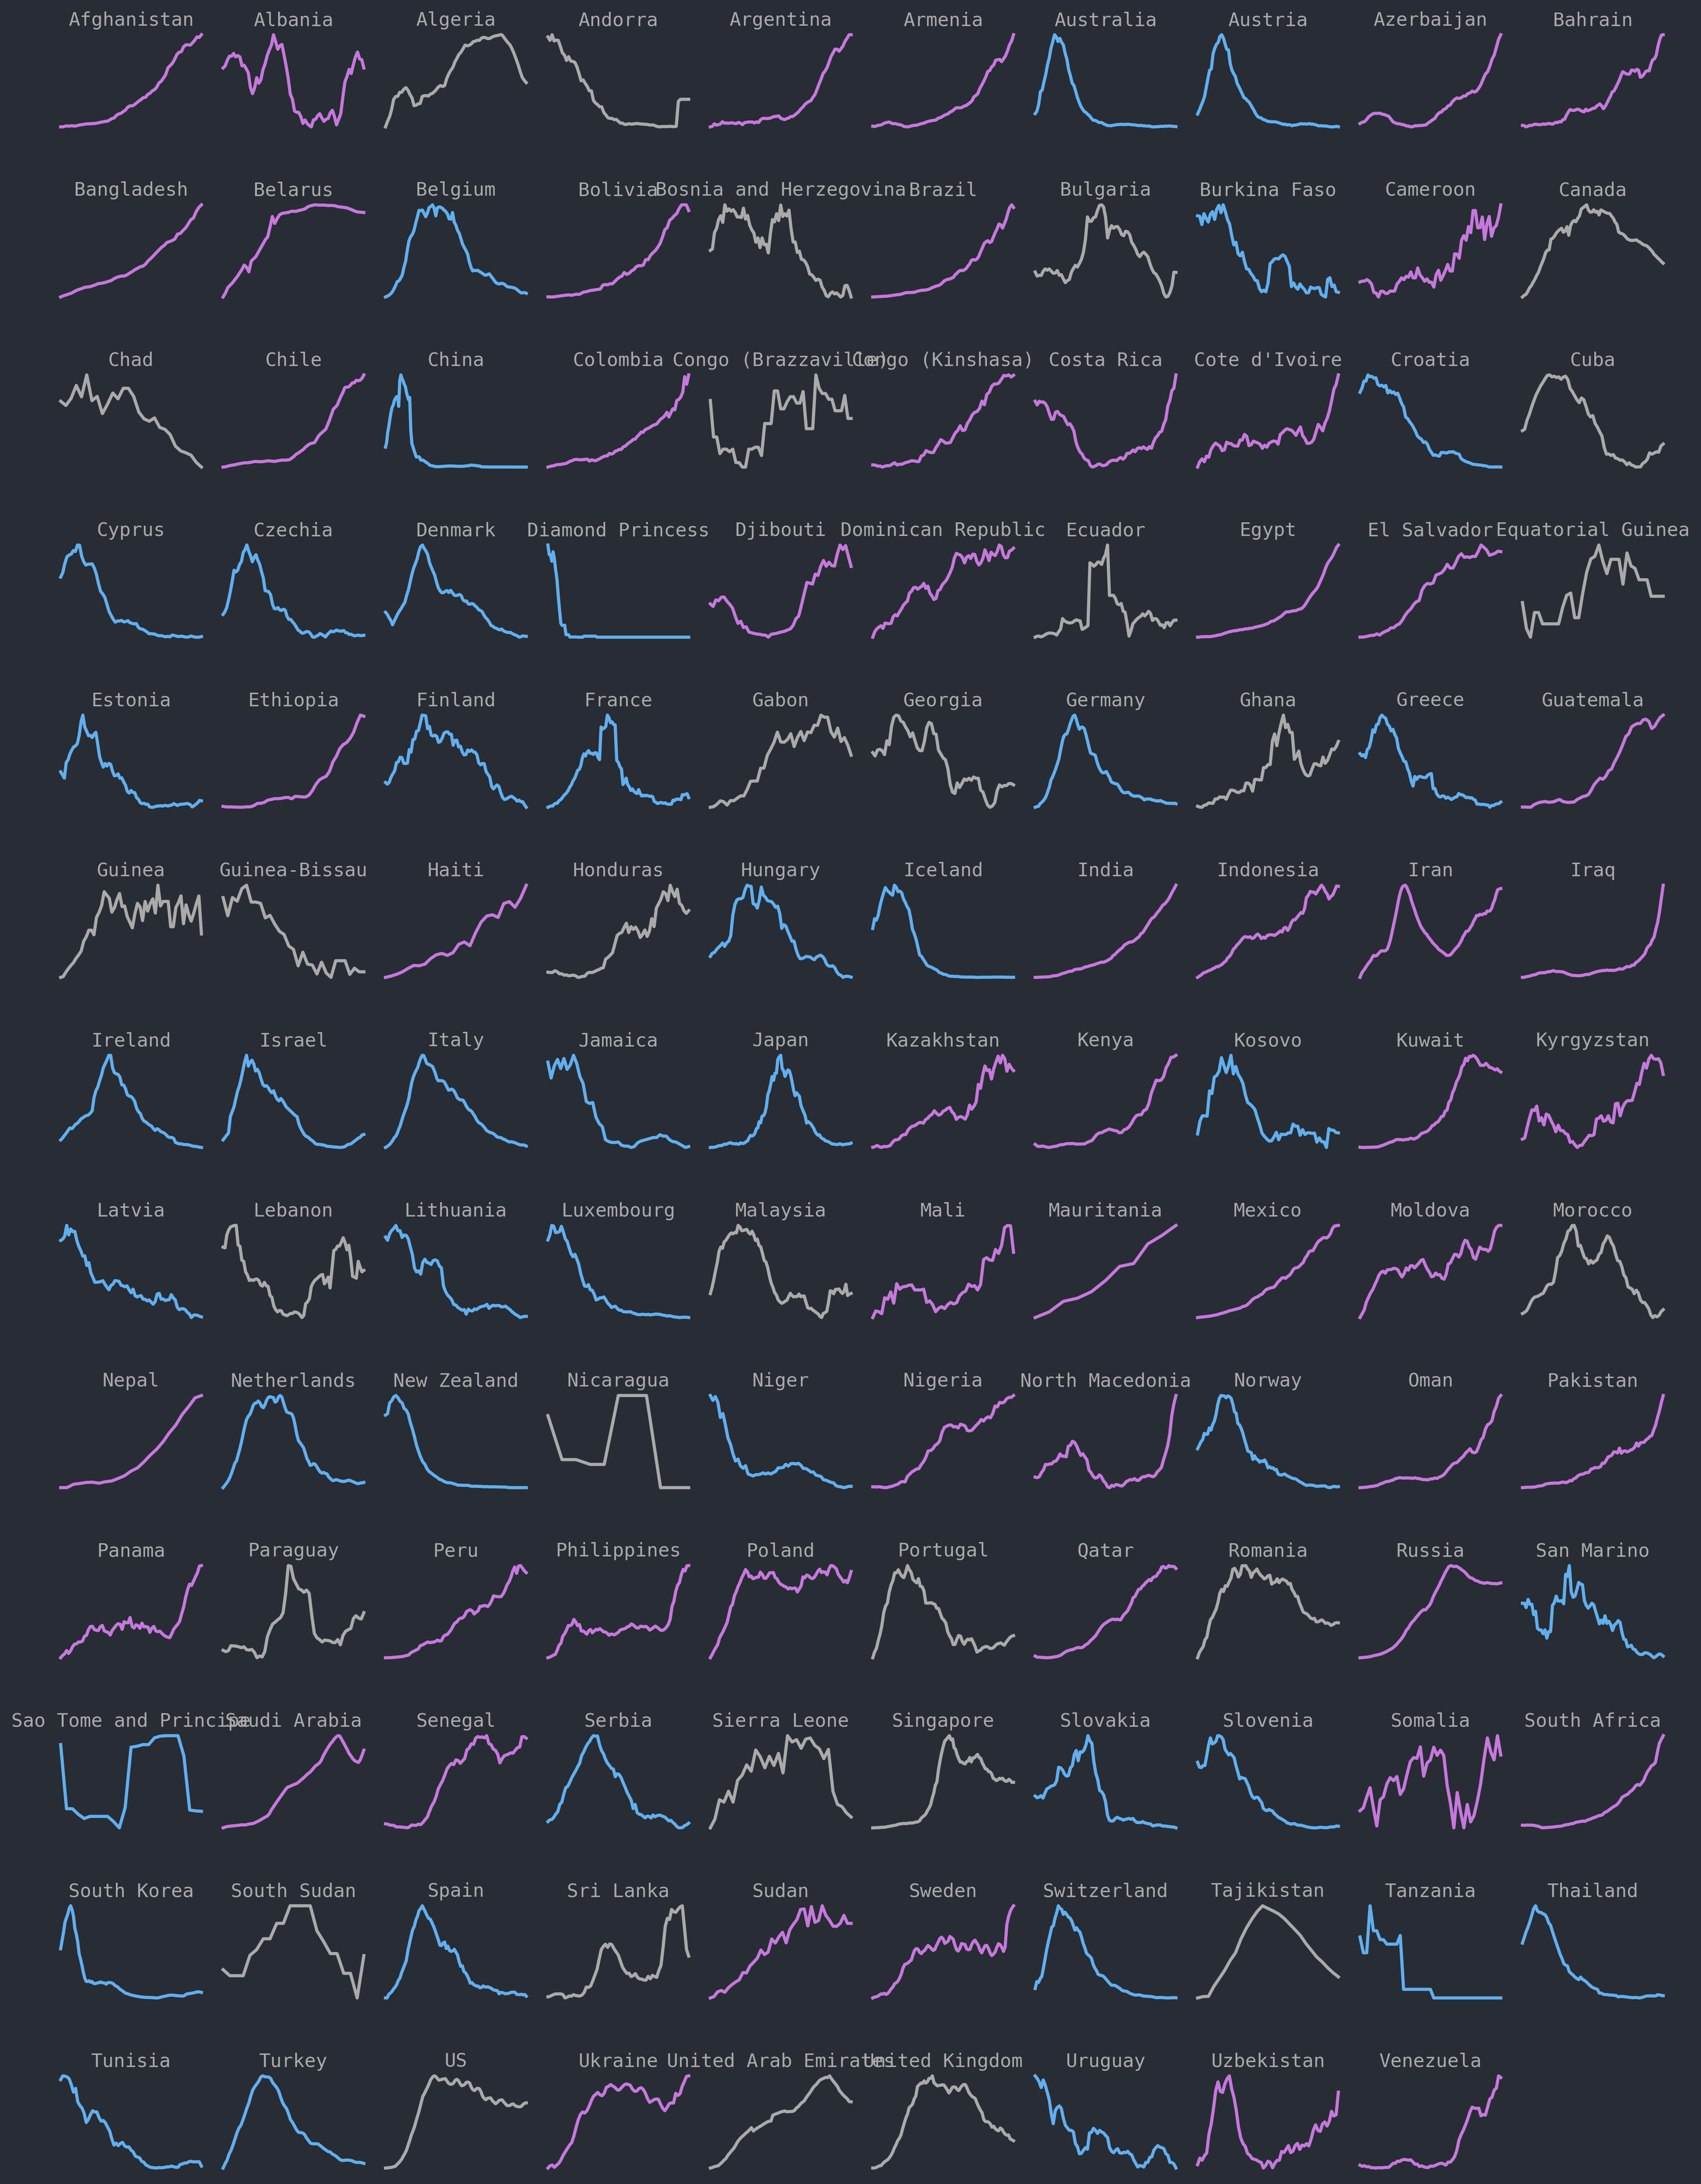 Afghanistan Albania Algeria Andorra Argentina Armenia Australia Austria Azerbaijan Bahrain
Bangladesh Belarus Belgium Bolivia Bosnia and Herzegovina Brazil Bulgaria Burkina Faso Cameroon Canada
Chad Chile China Colombia Congo (Brazzaville) Congo (Kinshasa) Costa Rica Cote d'Ivoire Croatia Cuba
Cyprus Czechia Denmark Diamond Princess Djibouti Dominican Republic Ecuador Egypt El Salvador Equatorial Guinea
Estonia Ethiopia Finland France Gabon Georgia Germany Ghana Greece Guatemala
Guinea Guinea-Bissau Haiti Honduras Hungary Iceland India Indonesia Iran Iraq
Ireland Israel Italy Jamaica Japan Kazakhstan Kenya Kosovo Kuwait Kyrgyzstan
Latvia Lebanon Lithuania Luxembourg Malaysia Mali Mauritania Mexico Moldova Morocco
Nepal Netherlands New Zealand Nicaragua Niger Nigeria North Macedonia Norway Oman Pakistan
Panama Paraguay Peru Philippines Poland Portugal Qatar Romania Russia San Marino
Sao Tome and Principe Saudi Arabia Senegal Serbia Sierra Leone Singapore Slovakia Slovenia Somalia South Africa
South Korea South Sudan Spain Sri Lanka Sudan Sweden Switzerland Tajikistan Tanzania Thailand
Tunisia Turkey US Ukraine United Arab Emirates United Kingdom Uruguay Uzbekistan Venezuela